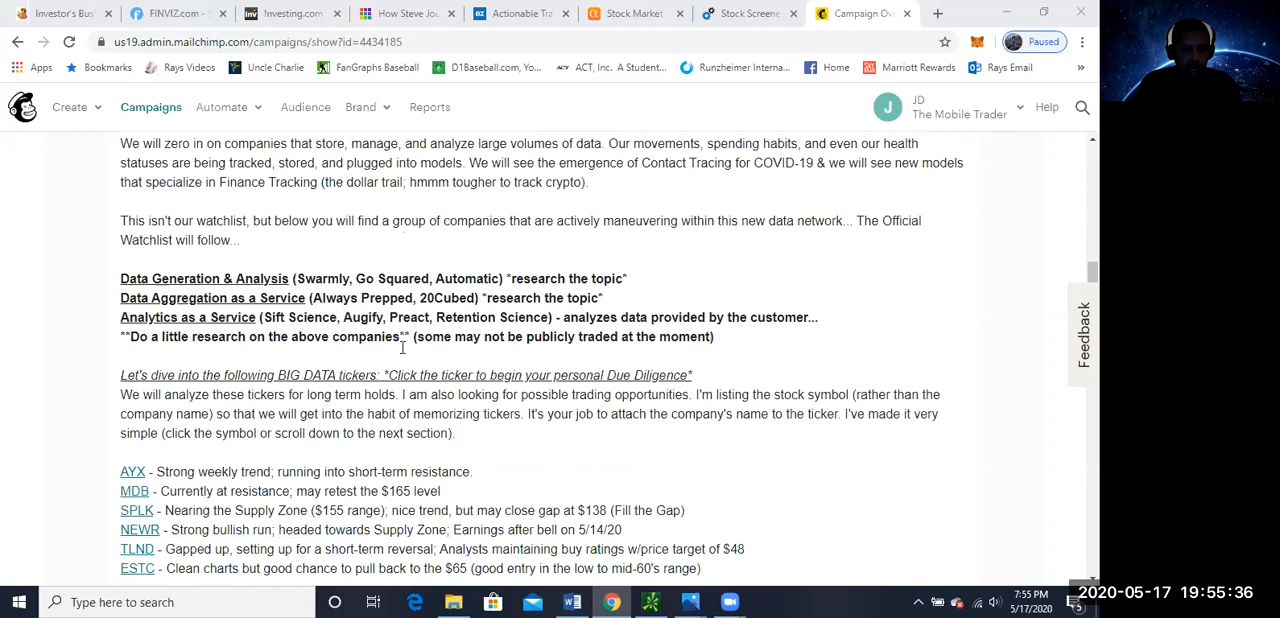 Investor's Bus
FINVIZ.com - S
Investing.com
How Steve Jo
Actionable Tra
Stock Market
Stock Screene
Campaign Ov
us19.admin.mailchimp.com/campaigns/show?id=4434185
Paused
Apps
Bookmarks
Rays Videos
Uncle Charlie
FanGraphs Baseball
D1Baseball.com, You...
ACT, Inc. A Student...
Runzheimer Interna...
Home
Marriott Rewards
Rays Email
»
Create
Campaigns
Automate
Audience
Brand
Reports
J
JD
The Mobile Trader
Help
We will zero in on companies that store, manage, and analyze large volumes of data. Our movements, spending habits, and even our health
statuses are being tracked, stored, and plugged into models. We will see the emergence of Contact Tracing for COVID-19 & we will see new models
that specialize in Finance Tracking (the dollar trail; hmmm tougher to track crypto).
This isn't our watchlist, but below you will find a group of companies that are actively maneuvering within this new data network... The Official
Watchlist will follow...
Data Generation & Analysis (Swarmly, Go Squared, Automatic) *research the topic*
Data Aggregation as a Service (Always Prepped, 20Cubed) *research the topic*
Analytics as a Service (Sift Science, Augify, Preact, Retention Science) - analyzes data provided by the customer...
**Do a little research on the above companies** (some may not be publicly traded at the moment)
Let's dive into the following BIG DATA tickers: *Click the ticker to begin your personal Due Diligence*
We will analyze these tickers for long term holds. I am also looking for possible trading opportunities. I'm listing the stock symbol (rather than the
company name) so that we will get into the habit of memorizing tickers. It's your job to attach the company's name to the ticker. I've made it very
simple (click the symbol or scroll down to the next section).
AYX - Strong weekly trend; running into short-term resistance.
MDB - Currently at resistance; may retest the $165 level
SPLK - Nearing the Supply Zone ($155 range); nice trend, but may close gap at $138 (Fill the Gap)
NEWR - Strong bullish run; headed towards Supply Zone; Earnings after bell on 5/14/20
TLND - Gapped up, setting up for a short-term reversal; Analysts maintaining buy ratings w/price target of $48
ESTC - Clean charts but good chance to pull back to the $65 (good entry in the low to mid-60's range)
Feedback
Type here to search
7:55 PM
5/17/2020
5
2020-05-17 19:55:36